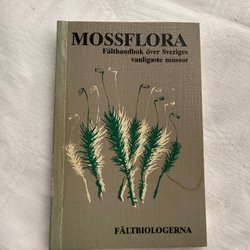 MOSSFLORA
Fälthandbok över Sveriges
vanligaste mossor
FÄLTBIOLOGERNA